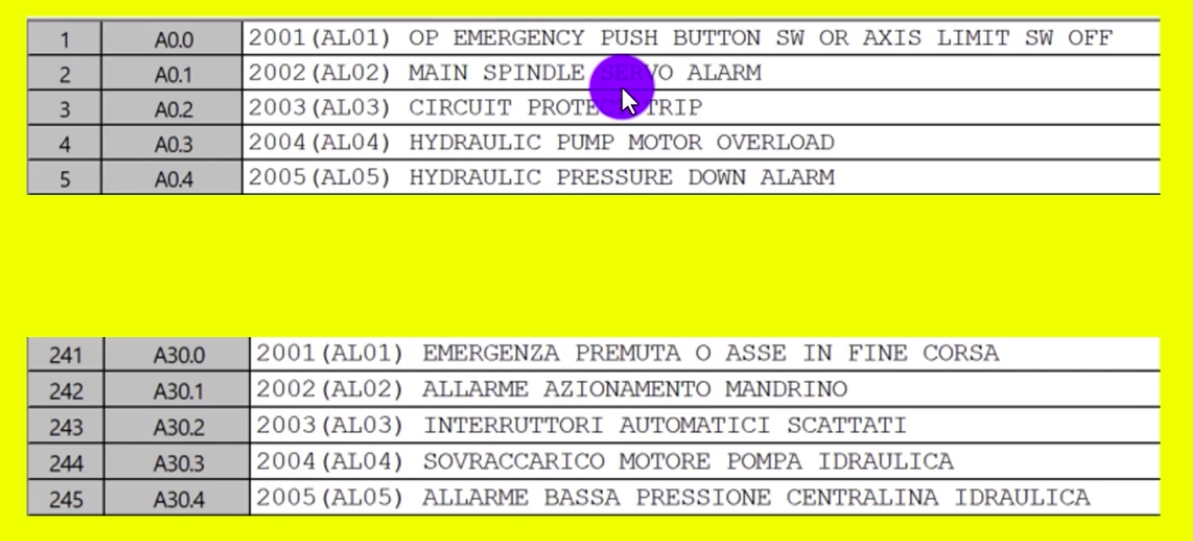 1 A0.0 2001(AL01) OP EMERGENCY PUSH BUTTON SW OR AXIS LIMIT SW OFF
2 A0.1 2002(AL02) MAIN SPINDLE SERVO ALARM
3 A0.2 2003(AL03) CIRCUIT PROTECT TRIP
4 A0.3 2004(AL04) HYDRAULIC PUMP MOTOR OVERLOAD
5 A0.4 2005(AL05) HYDRAULIC PRESSURE DOWN ALARM
241 A30.0 2001(AL01) EMERGENZA PREMUTA O ASSE IN FINE CORSA
242 A30.1 2002(AL02) ALLARME AZIONAMENTO MANDRINO
243 A30.2 2003(AL03) INTERRUTTORI AUTOMATICI SCATTATI
244 A30.3 2004(AL04) SOVRACCARICO MOTORE POMPA IDRAULICA
245 A30.4 2005(AL05) ALLARME BASSA PRESSIONE CENTRALINA IDRAULICA